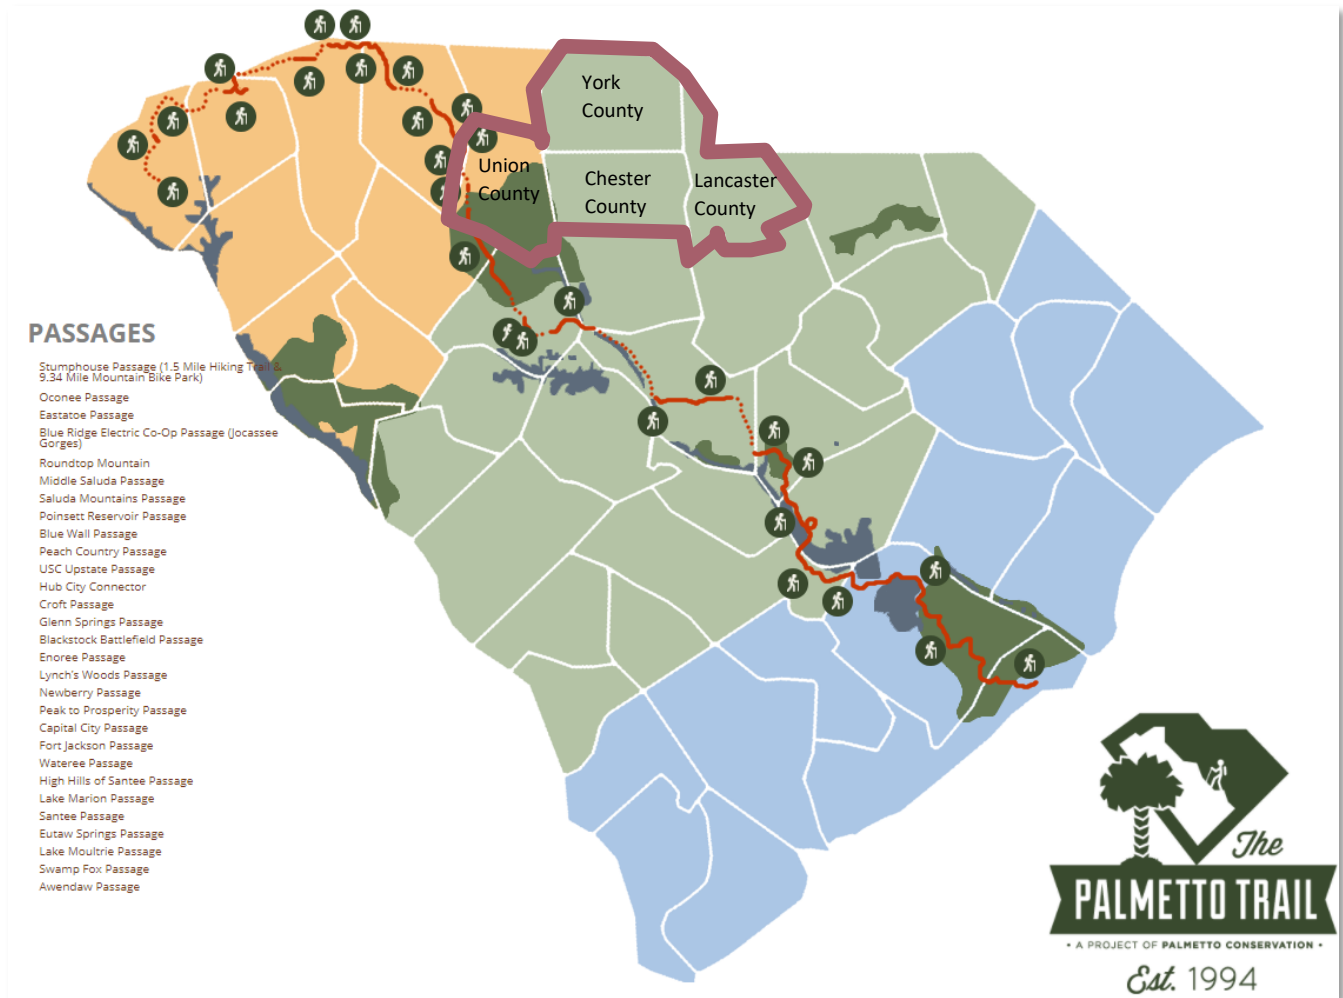 York
County
Union
County
Chester
County
Lancaster
County
PASSAGES
Stumphouse Passage (1.5 Mile Hiking Trail &
9.34 Mile Mountain Bike Park)
Oconee Passage
Eastatoe Passage
Blue Ridge Electric Co-Op Passage (Jocassee
Gorges)
Roundtop Mountain
Middle Saluda Passage
Saluda Mountains Passage
Poinsett Reservoir Passage
Blue Wall Passage
Peach Country Passage
USC Upstate Passage
Hub City Connector
Croft Passage
Glenn Springs Passage
Blackstock Battlefield Passage
Enoree Passage
Lynch's Woods Passage
Newberry Passage
Peak to Prosperity Passage
Capital City Passage
Fort Jackson Passage
Wateree Passage
High Hills of Santee Passage
Lake Marion Passage
Santee Passage
Eutaw Springs Passage
Lake Moultrie Passage
Swamp Fox Passage
Awendaw Passage
The
PALMETTO TRAIL
• A PROJECT OF PALMETTO CONSERVATION •
Est. 1994